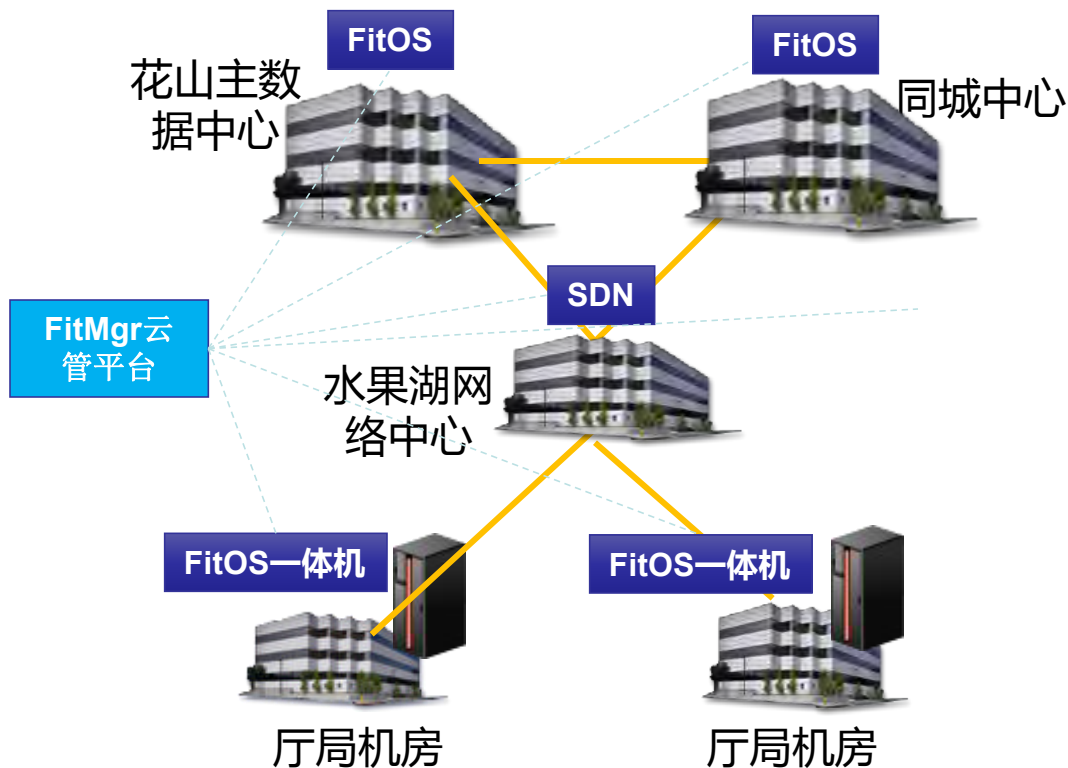 FitOS
FitOS
花山主数
据中心
同城中心
SDN
FitMgr云
管平台
水果湖网
络中心
FitOS一体机
FitOS一体机
厅局机房
厅局机房